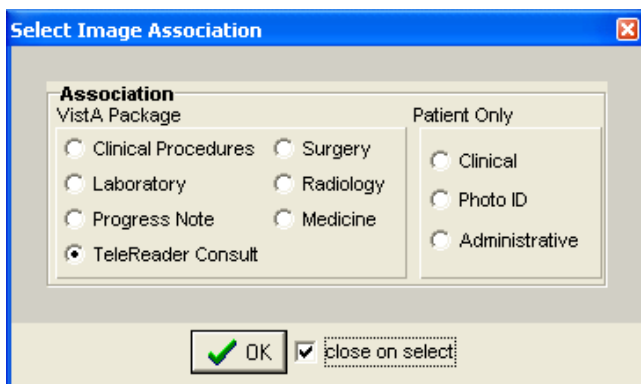 Select Image Association
Association
VistA Package
Patient Only
Clinical Procedures
Surgery
Laboratory
Radiology
Progress Note
Medicine
TeleReader Consult
Clinical
Photo ID
Administrative
OK
close on select